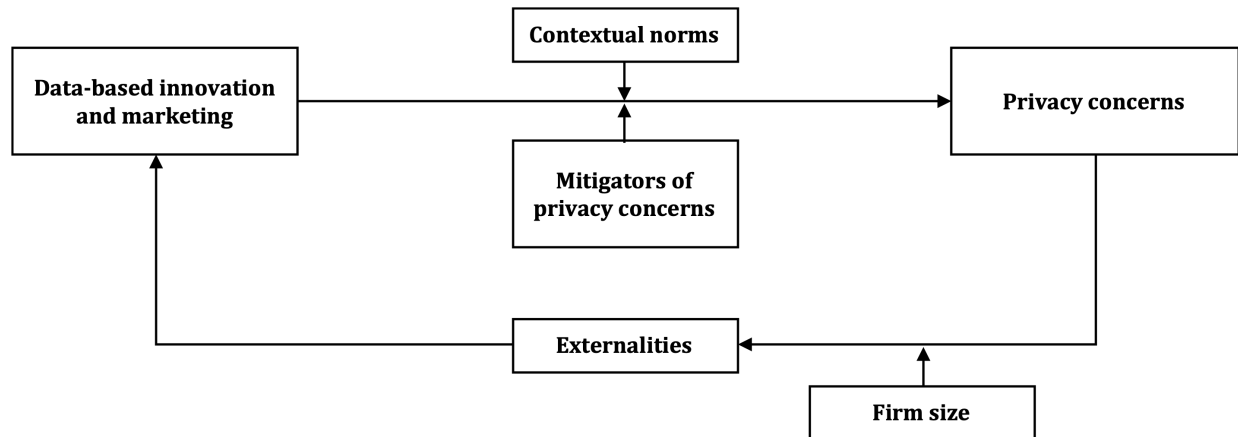 Contextual norms
Data-based innovation
and marketing
Privacy concerns
Mitigators of
privacy concerns
Externalities
Firm size